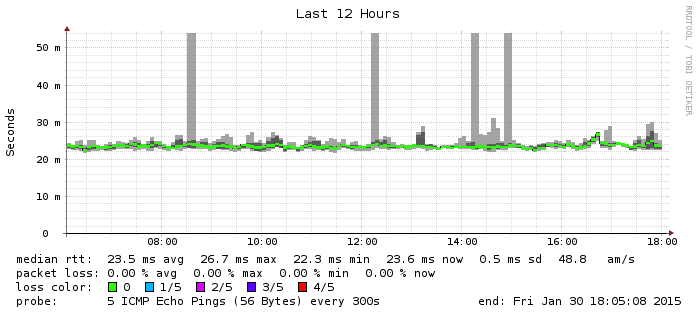 Last 12 Hours
RRDTOOL / TOBI OETIKER
Seconds
50 m
40 m
30 m
20 m
10 m
0
08:00 10:00 12:00 14:00 16:00 18:00
median rtt: 23.5 ms avg 26.7 ms max 22.3 ms min 23.6 ms now 0.5 ms sd 48.8 am/s
packet loss: 0.00 % avg 0.00 % max 0.00 % min 0.00 % now
loss color: 0 1/5 2/5 3/5 4/5
probe: 5 ICMP Echo Pings (56 Bytes) every 300s end: Fri Jan 30 18:05:08 2015